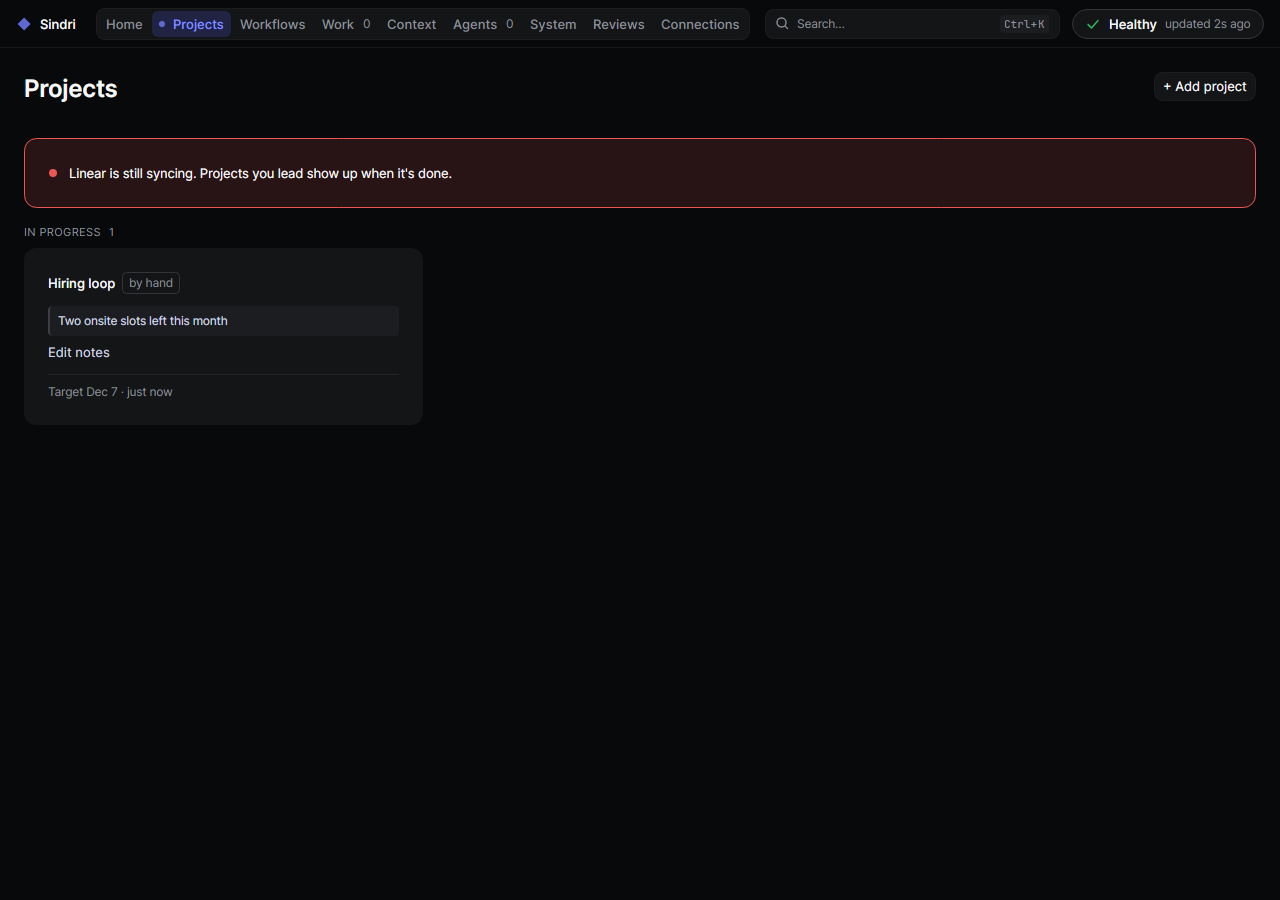 Sindri Home Projects Workflows Work 0 Context Agents 0 System Reviews Connections Search... Ctrl+K Healthy updated 2s ago
Projects
+ Add project
Linear is still syncing. Projects you lead show up when it's done.
IN PROGRESS 1
Hiring loop by hand
Two onsite slots left this month
Edit notes
Target Dec 7 · just now